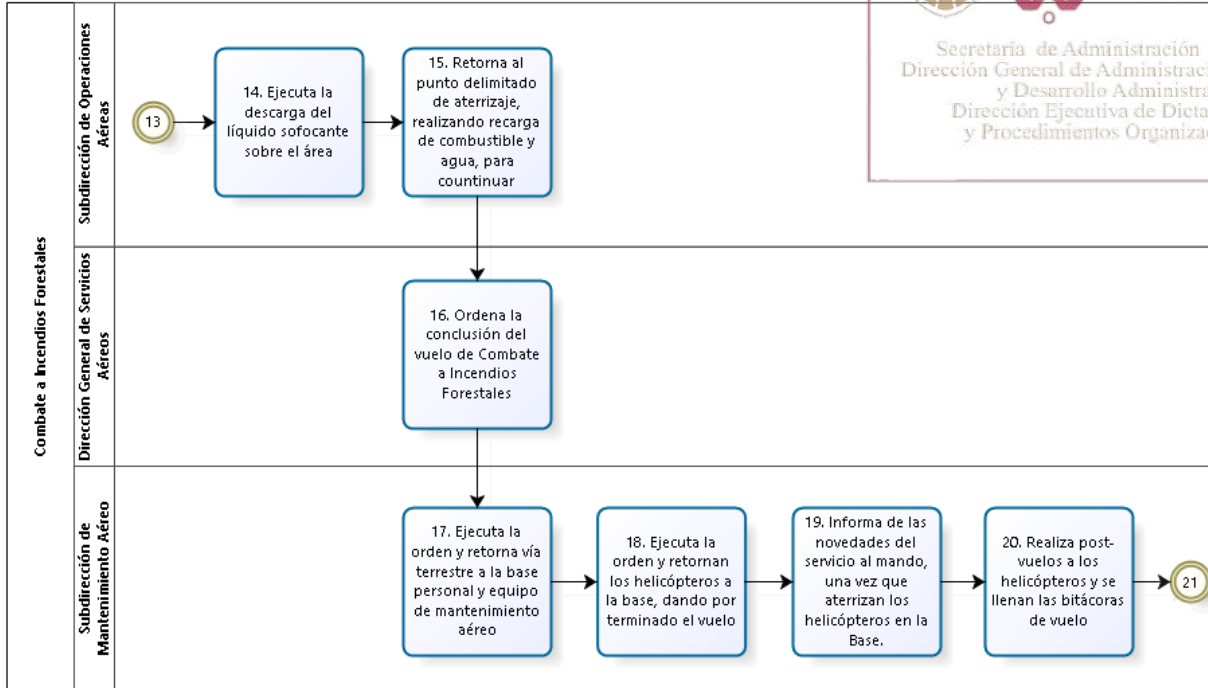 Secretaría de Administración
Dirección General de Administraci
y Desarrollo Administra
Dirección Ejecutiva de Dicta
y Procedimientos Organiza
Combate a Incendios Forestales
Subdirección de Operaciones
Aéreas
13
14. Ejecuta la
descarga del
líquido sofocante
sobre el área
15. Retorna al
punto delimitado
de aterrizaje,
realizando recarga
de combustible y
agua, para
countinuar
Dirección General de Servicios
Aéreos
16. Ordena la
conclusión del
vuelo de Combate
a Incendios
Forestales
Subdirección de
Mantenimiento Aéreo
17. Ejecuta la
orden y retorna vía
terrestre a la base
personal y equipo
de mantenimiento
aéreo
18. Ejecuta la
orden y retornan
los helicópteros a
la base, dando por
terminado el vuelo
19. Informa de las
novedades del
servicio al mando,
una vez que
aterrizan los
helicópteros en la
Base.
20. Realiza post-
vuelos a los
helicópteros y se
llenan las bitácoras
de vuelo
21